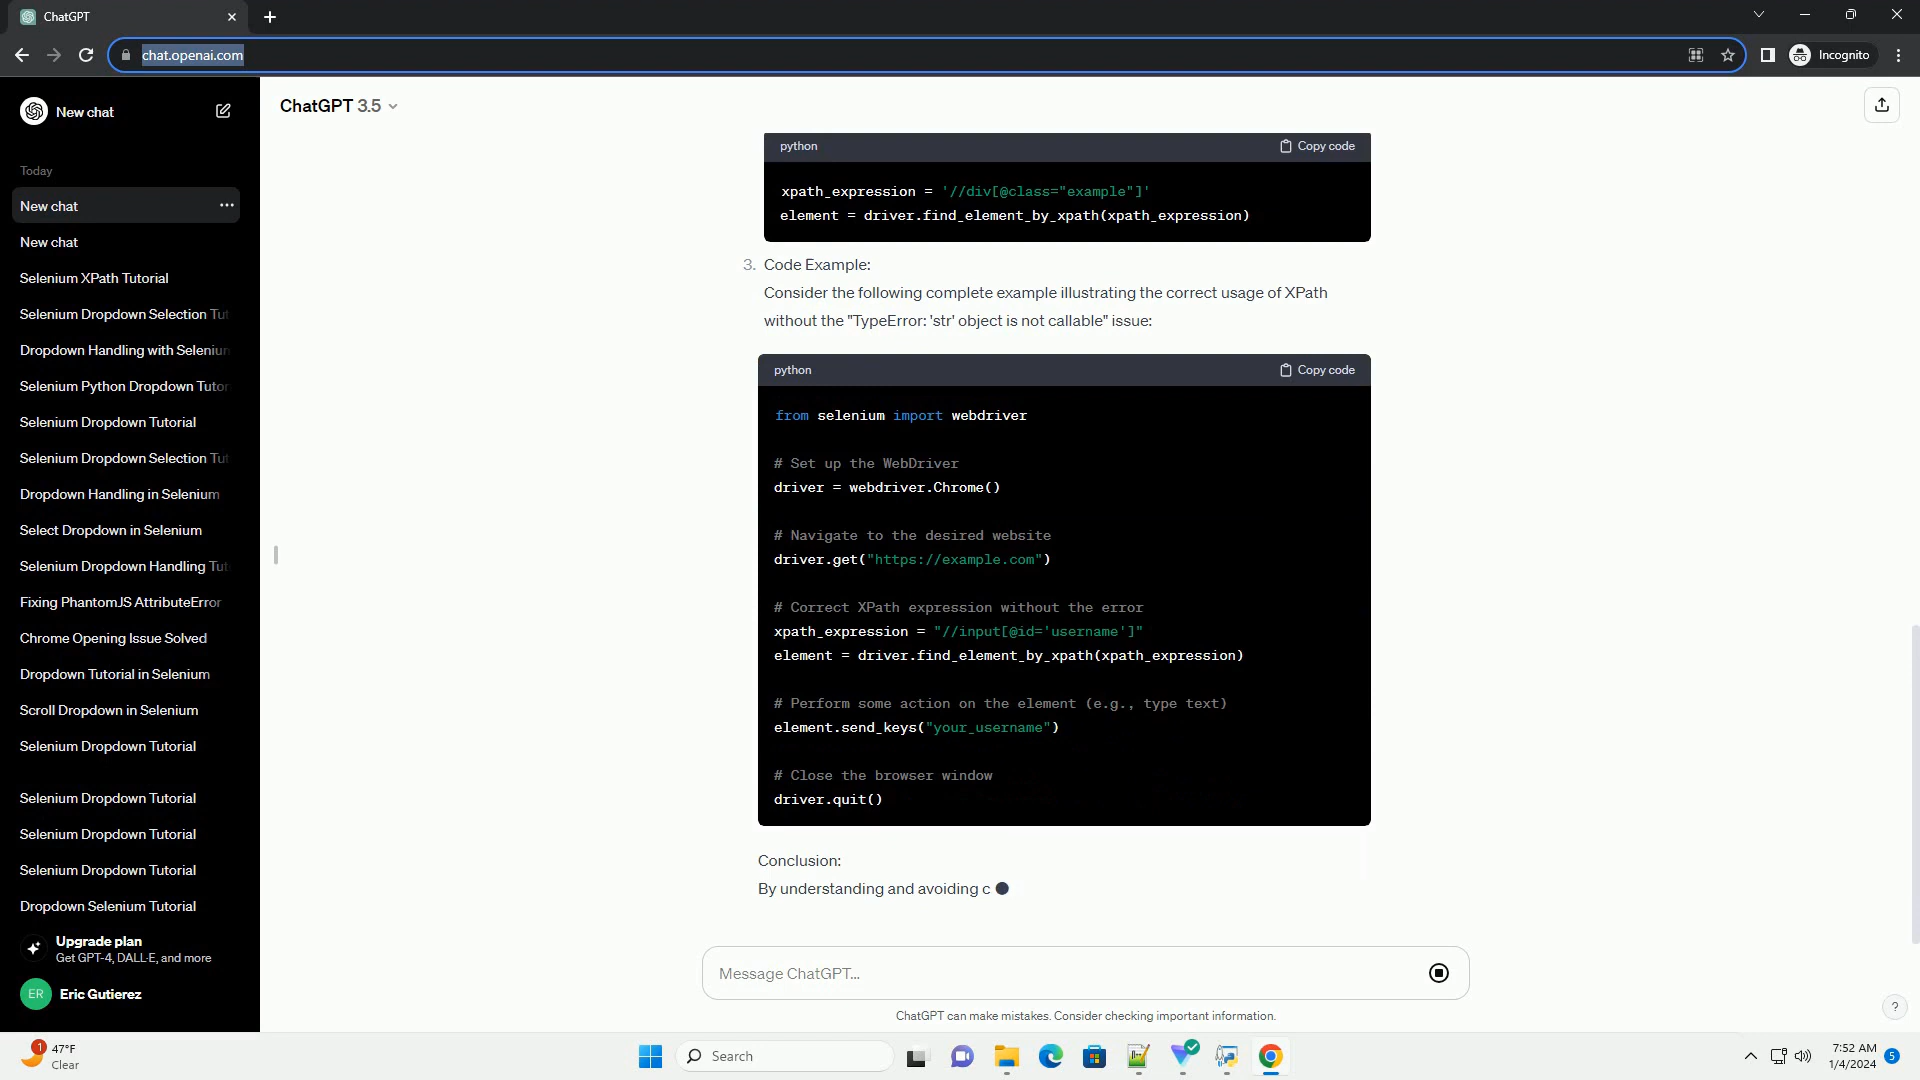 ChatGPT
chat.openai.com
Incognito
New chat
ChatGPT 3.5
Today
New chat
New chat
Selenium XPath Tutorial
Selenium Dropdown Selection Tut
Dropdown Handling with Selenium
Selenium Python Dropdown Tutor
Selenium Dropdown Tutorial
Selenium Dropdown Selection Tut
Dropdown Handling in Selenium
Select Dropdown in Selenium
Selenium Dropdown Handling Tut
Fixing PhantomJS AttributeError
Chrome Opening Issue Solved
Dropdown Tutorial in Selenium
Scroll Dropdown in Selenium
Selenium Dropdown Tutorial
Selenium Dropdown Tutorial
Selenium Dropdown Tutorial
Selenium Dropdown Tutorial
Dropdown Selenium Tutorial
Upgrade plan
Get GPT-4, DALL·E, and more
ER Eric Gutierez
python Copy code
xpath_expression = '//div[@class="example"]'
element = driver.find_element_by_xpath(xpath_expression)
3. Code Example:
Consider the following complete example illustrating the correct usage of XPath
without the "TypeError: 'str' object is not callable" issue:
python Copy code
from selenium import webdriver
# Set up the WebDriver
driver = webdriver.Chrome()
# Navigate to the desired website
driver.get("https://example.com")
# Correct XPath expression without the error
xpath_expression = "//input[@id='username']"
element = driver.find_element_by_xpath(xpath_expression)
# Perform some action on the element (e.g., type text)
element.send_keys("your_username")
# Close the browser window
driver.quit()
Conclusion:
By understanding and avoiding c
Message ChatGPT...
ChatGPT can make mistakes. Consider checking important information.
?
1
47°F
Clear
Search
7:52 AM
1/4/2024
5